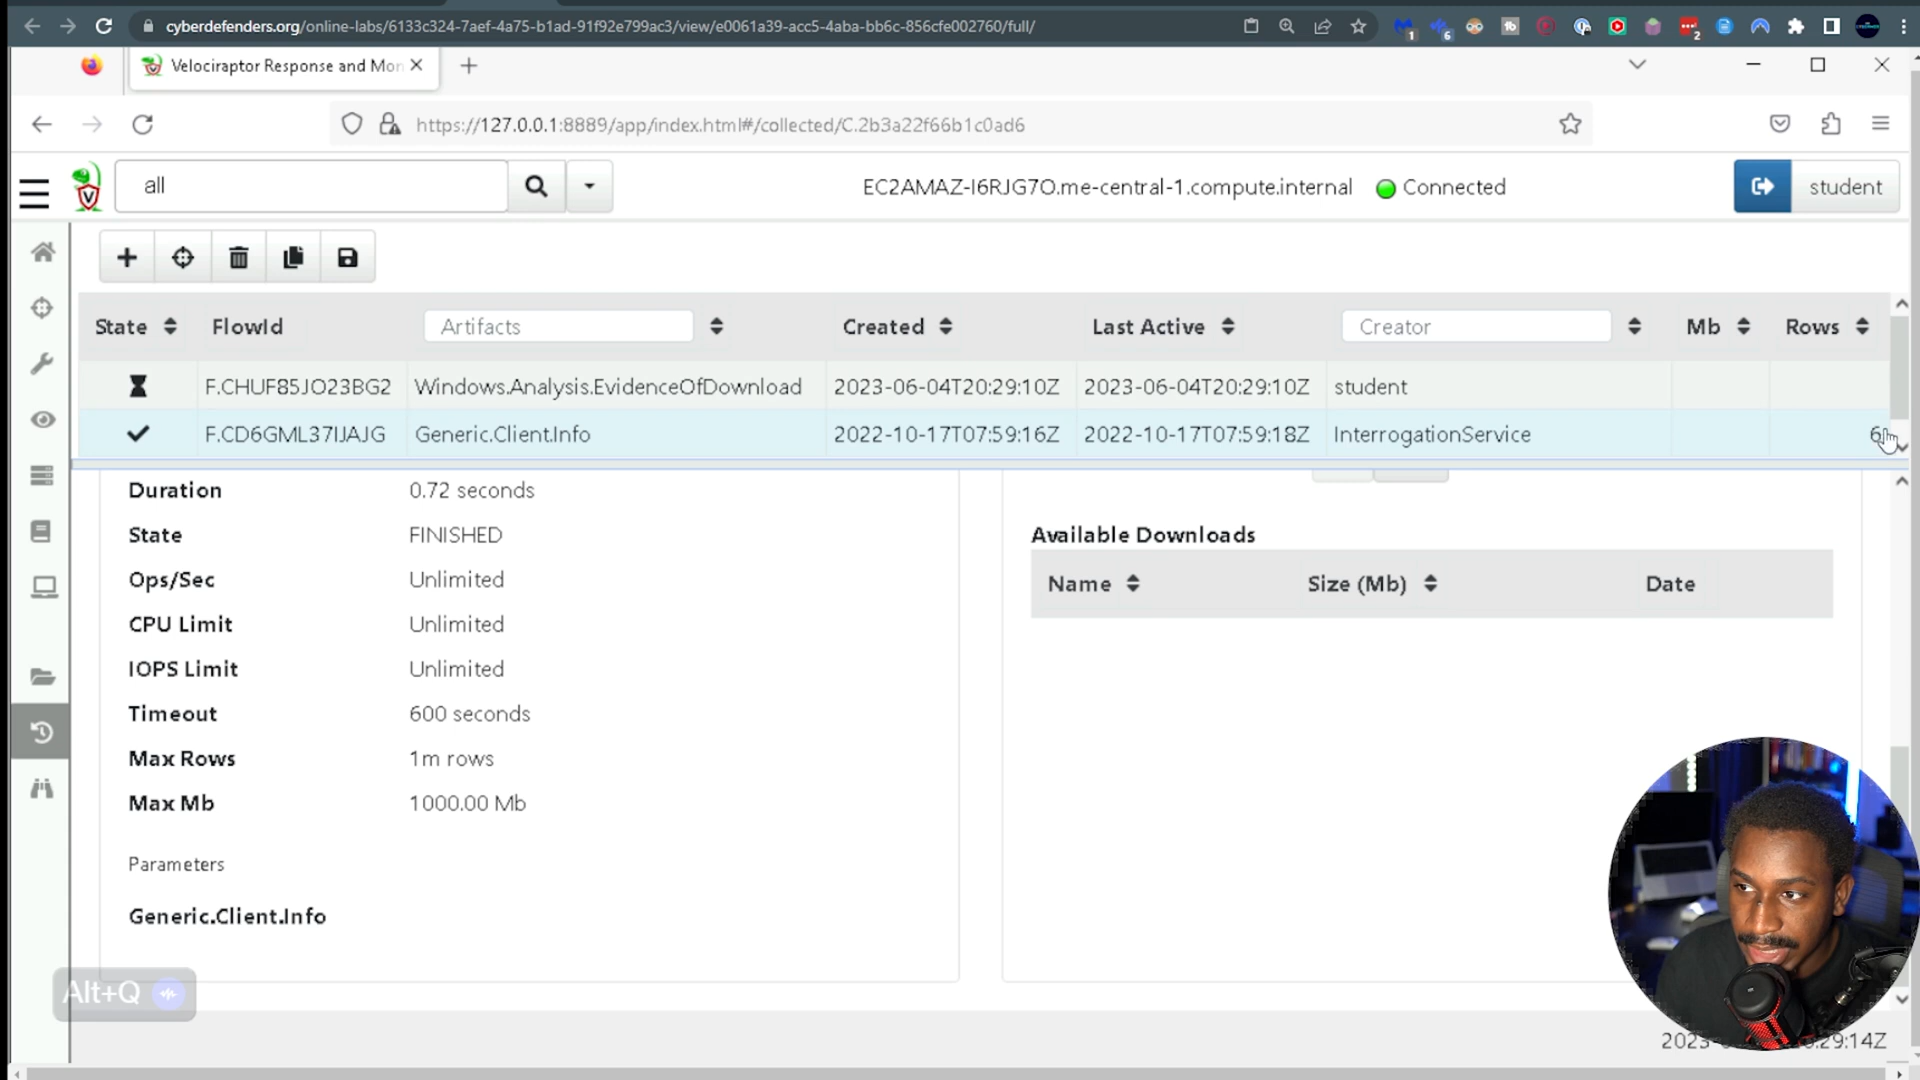 cyberdefenders.org/online-labs/6133c324-7aef-4a75-b1ad-91f92e799ac3/view/e0061a39-acc5-4aba-bb6c-856cfe002760/full/
1 6 2
Velociraptor Response and Mon
https://127.0.0.1:8889/app/index.html#/collected/C.2b3a22f66b1c0ad6
all EC2AMAZ-I6RJG7O.me-central-1.compute.internal Connected student
State FlowId Artifacts Created Last Active Creator Mb Rows
F.CHUF85JO23BG2 Windows.Analysis.EvidenceOfDownload 2023-06-04T20:29:10Z 2023-06-04T20:29:10Z student
F.CD6GML37IJAJG Generic.Client.Info 2022-10-17T07:59:16Z 2022-10-17T07:59:18Z InterrogationService
Duration 0.72 seconds
State FINISHED
Ops/Sec Unlimited
CPU Limit Unlimited
IOPS Limit Unlimited
Timeout 600 seconds
Max Rows 1m rows
Max Mb 1000.00 Mb
Parameters
Generic.Client.Info
Available Downloads
Name Size (Mb) Date
Alt+Q